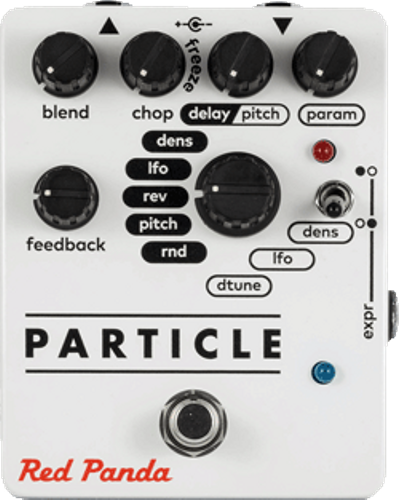 freeze
blend
chop
delay/pitch
param
dens
lfo
rev
pitch
rnd
feedback
dens
lfo
dtune
expr
PARTICLE
Red Panda